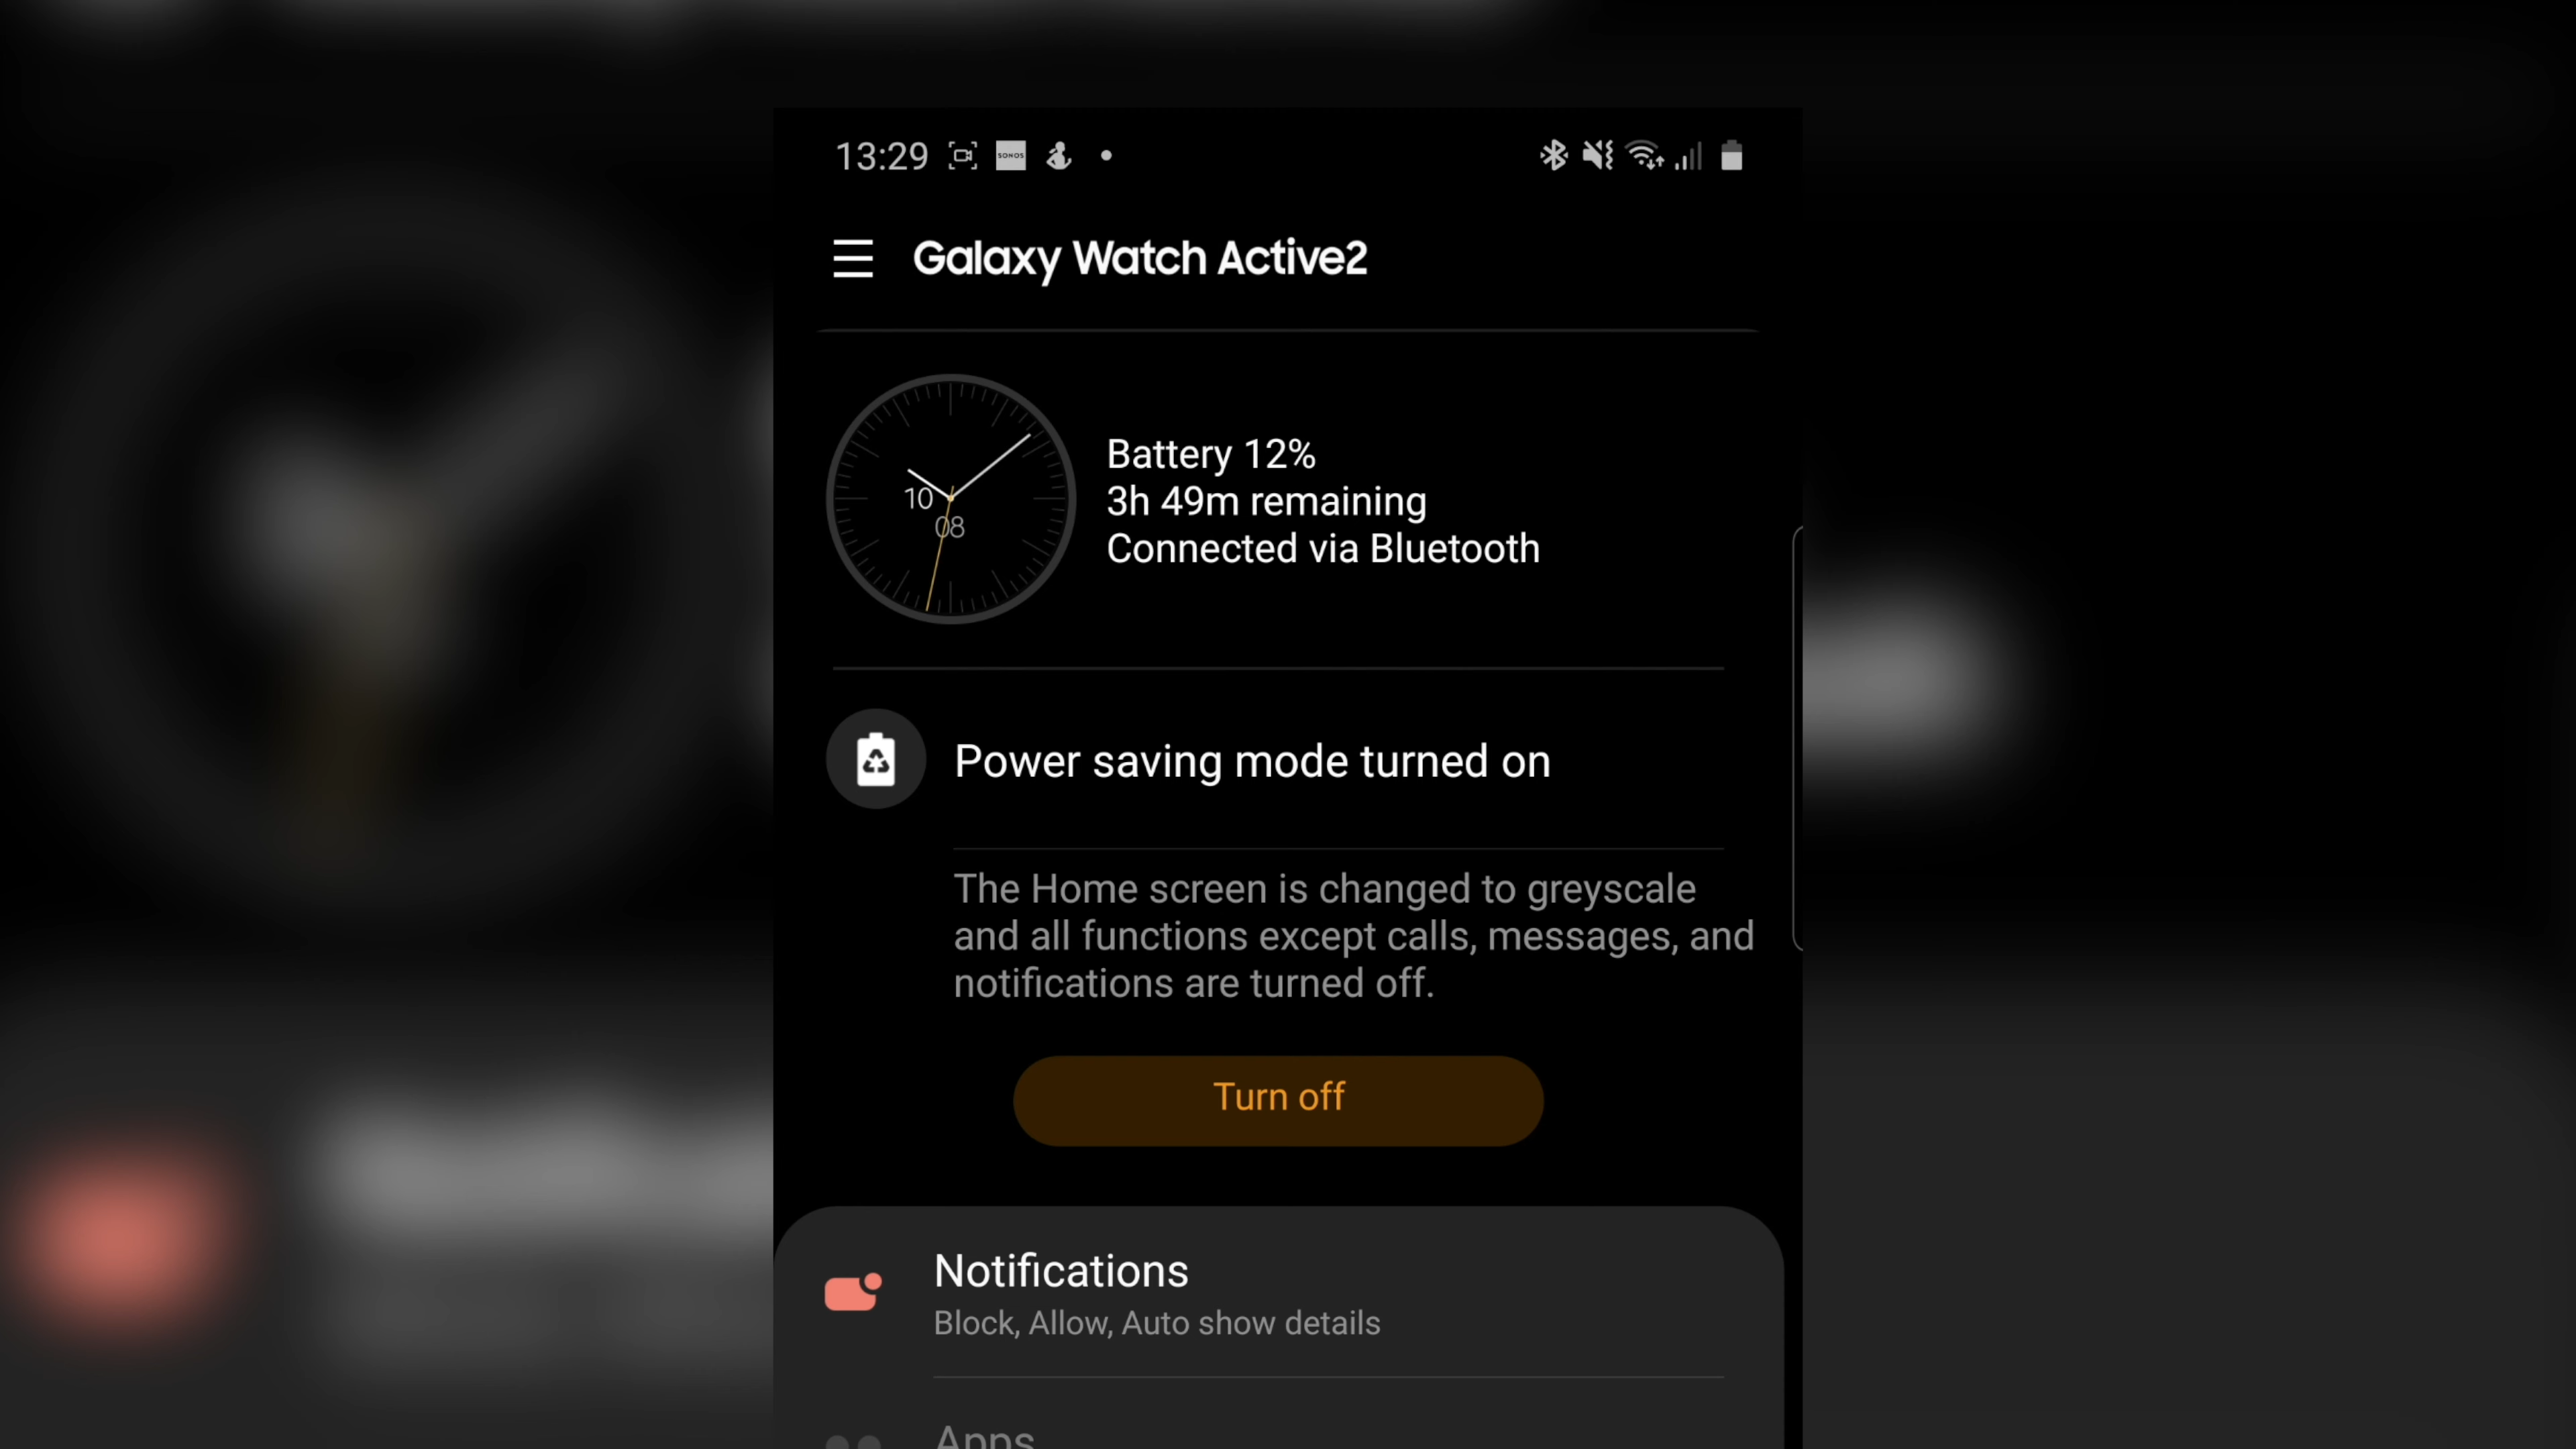 13:29
SONOS
Galaxy Watch Active2
10
08
Battery 12%
3h 49m remaining
Connected via Bluetooth
Power saving mode turned on
The Home screen is changed to greyscale
and all functions except calls, messages, and
notifications are turned off.
Turn off
Notifications
Block, Allow, Auto show details
Apps